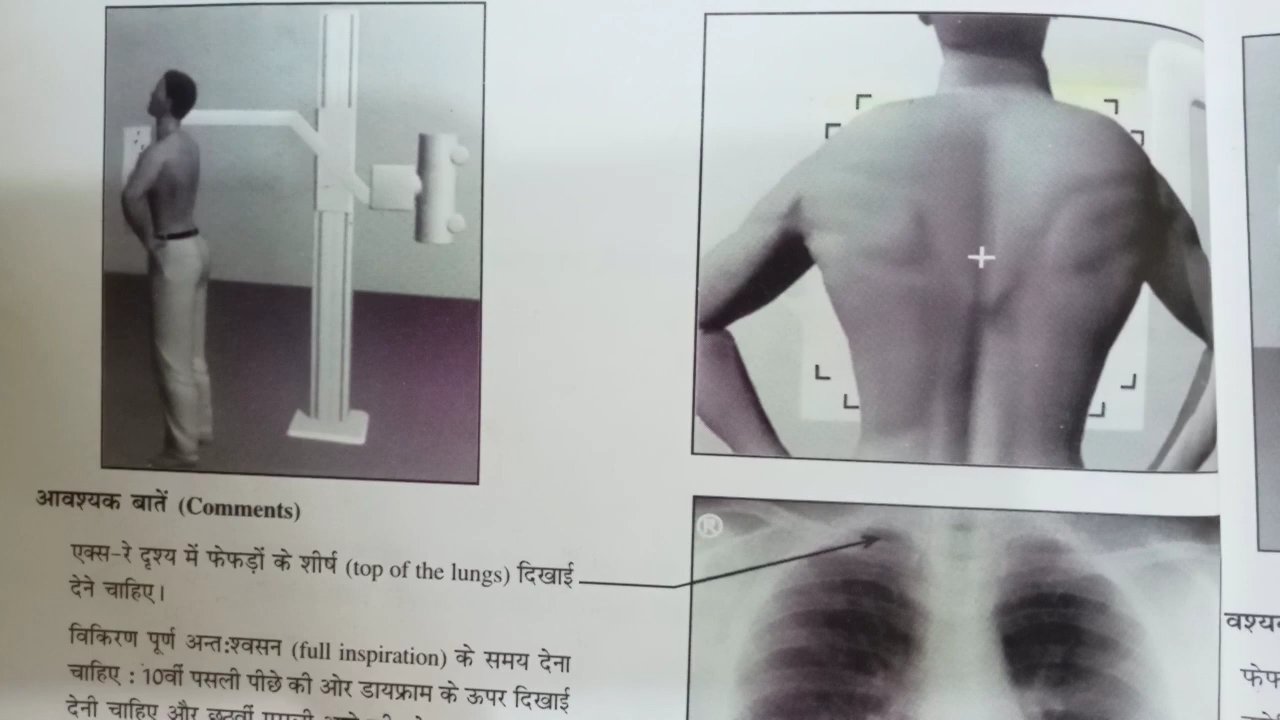 आवश्यक बातें (Comments)
एक्स-रे दृश्य में फेफड़ों के शीर्ष (top of the lungs) दिखाई
देने चाहिए।
विकिरण पूर्ण अन्तःश्वसन (full inspiration) के समय देना
चाहिए : 10वीं पसली पीछे की ओर डायफ्राम के ऊपर दिखाई
देनी चाहिए और
R